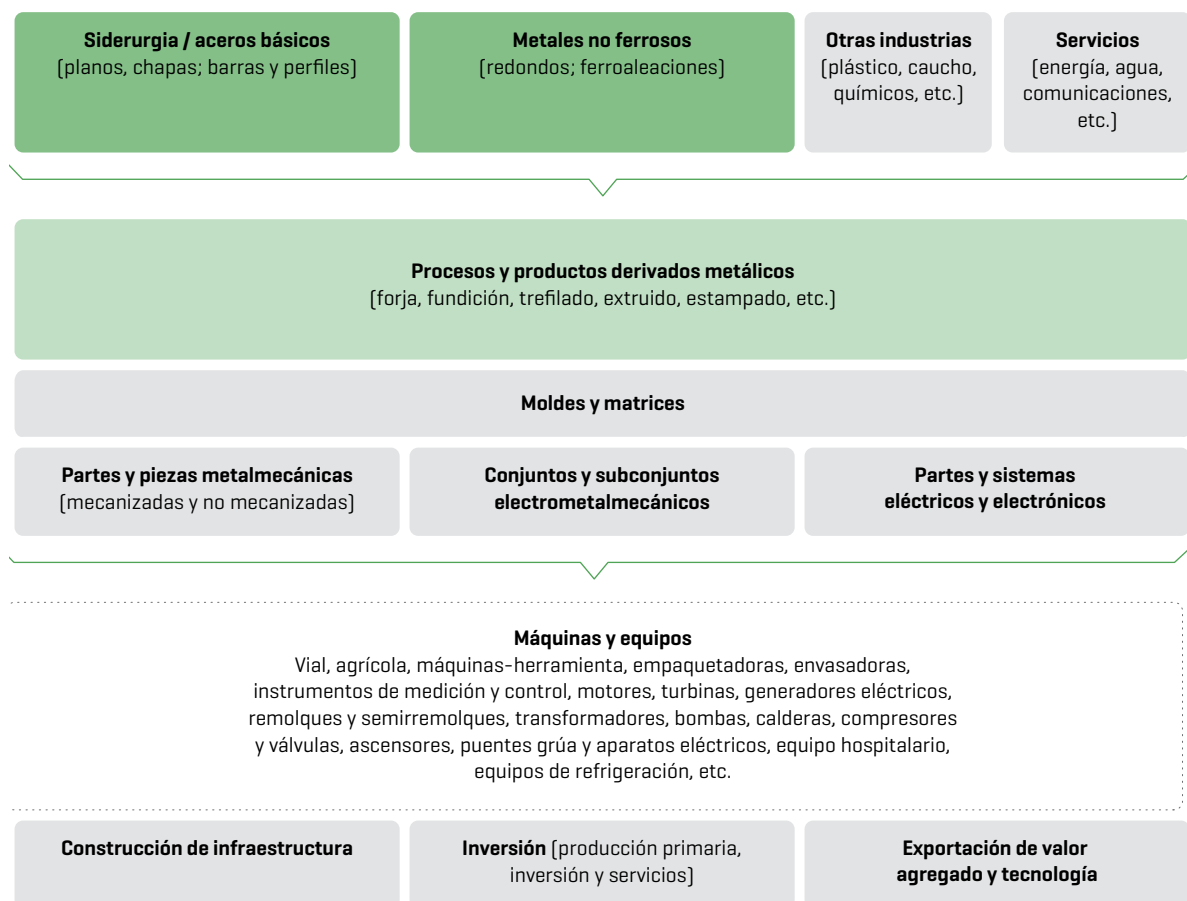 Siderurgia / aceros básicos
(planos, chapas; barras y perfiles)
Metales no ferrosos
(redondos; ferroaleaciones)
Otras industrias
(plástico, caucho,
químicos, etc.)
Servicios
(energía, agua,
comunicaciones,
etc.)
Procesos y productos derivados metálicos
(forja, fundición, trefilado, extruido, estampado, etc.)
Moldes y matrices
Partes y piezas metalmecánicas
(mecanizadas y no mecanizadas)
Conjuntos y subconjuntos
electrometalmecánicos
Partes y sistemas
eléctricos y electrónicos
Máquinas y equipos
Vial, agrícola, máquinas-herramienta, empaquetadoras, envasadoras,
instrumentos de medición y control, motores, turbinas, generadores eléctricos,
remolques y semirremolques, transformadores, bombas, calderas, compresores
y válvulas, ascensores, puentes grúa y aparatos eléctricos, equipo hospitalario,
equipos de refrigeración, etc.
Construcción de infraestructura
Inversión (producción primaria,
inversión y servicios)
Exportación de valor
agregado y tecnología